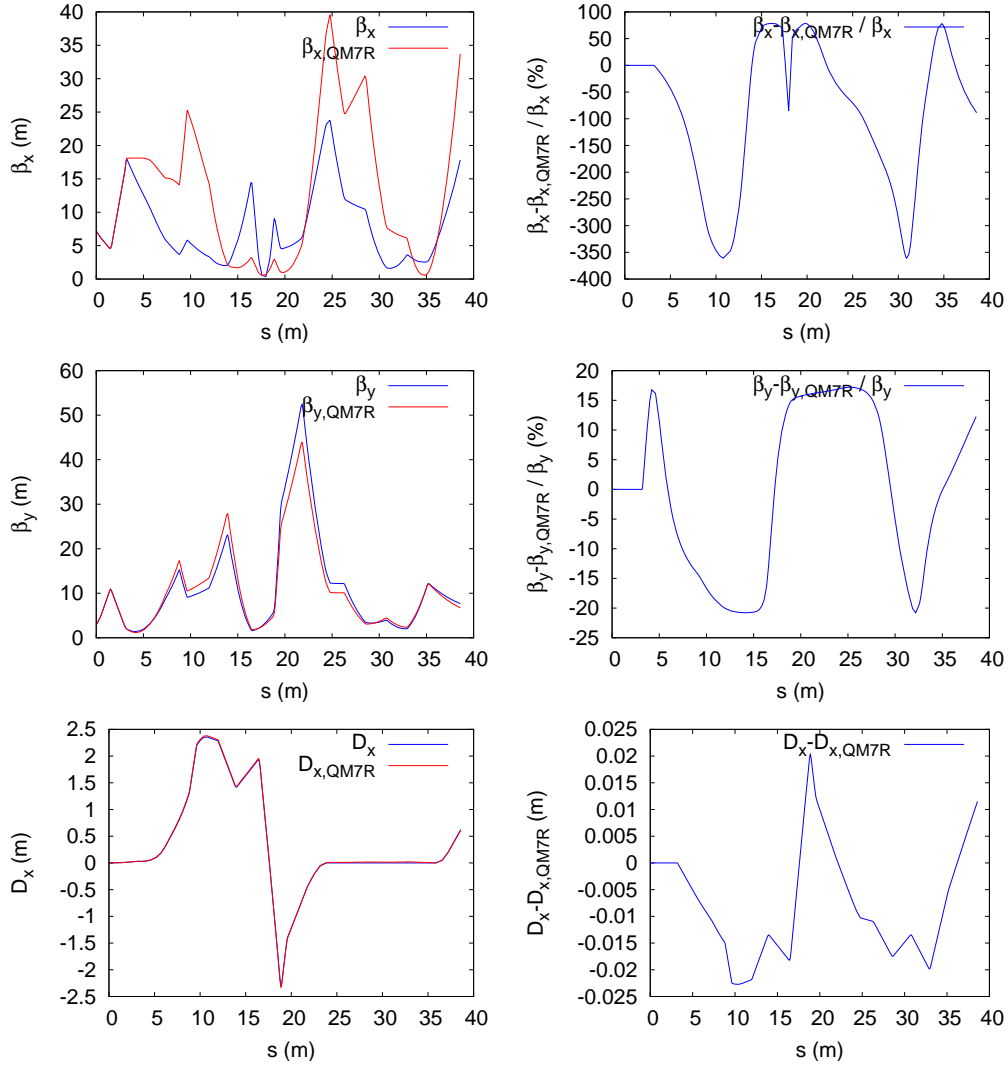 40
35
30
25
20
15
10
5
0
β_x (m)
0 5 10 15 20 25 30 35 40
s (m)
β_x
β_x,QM7R
100
50
0
-50
-100
-150
-200
-250
-300
-350
-400
β_x-β_x,QM7R / β_x (%)
0 5 10 15 20 25 30 35 40
s (m)
β_x-β_x,QM7R / β_x
60
50
40
30
20
10
0
β_y (m)
0 5 10 15 20 25 30 35 40
s (m)
β_y
β_y,QM7R
20
15
10
5
0
-5
-10
-15
-20
-25
β_y-β_y,QM7R / β_y (%)
0 5 10 15 20 25 30 35 40
s (m)
β_y-β_y,QM7R / β_y
2.5
2
1.5
1
0.5
0
-0.5
-1
-1.5
-2
-2.5
D_x (m)
0 5 10 15 20 25 30 35 40
s (m)
D_x
D_x,QM7R
0.025
0.02
0.015
0.01
0.005
0
-0.005
-0.01
-0.015
-0.02
-0.025
D_x-D_x,QM7R (m)
0 5 10 15 20 25 30 35 40
s (m)
D_x-D_x,QM7R